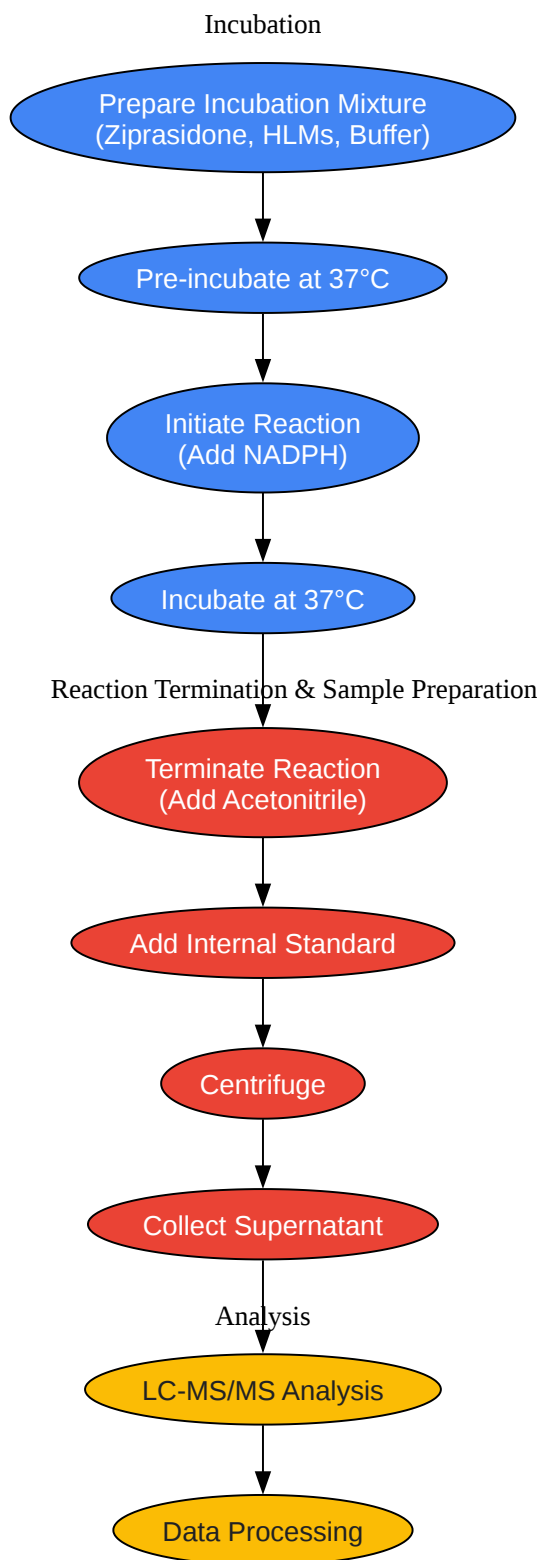 Incubation
Prepare Incubation Mixture
(Ziprasidone, HLMs, Buffer)
Pre-incubate at 37°C
Initiate Reaction
(Add NADPH)
Incubate at 37°C
Reaction Termination & Sample Preparation
Terminate Reaction
(Add Acetonitrile)
Add Internal Standard
Centrifuge
Collect Supernatant
Analysis
LC-MS/MS Analysis
Data Processing